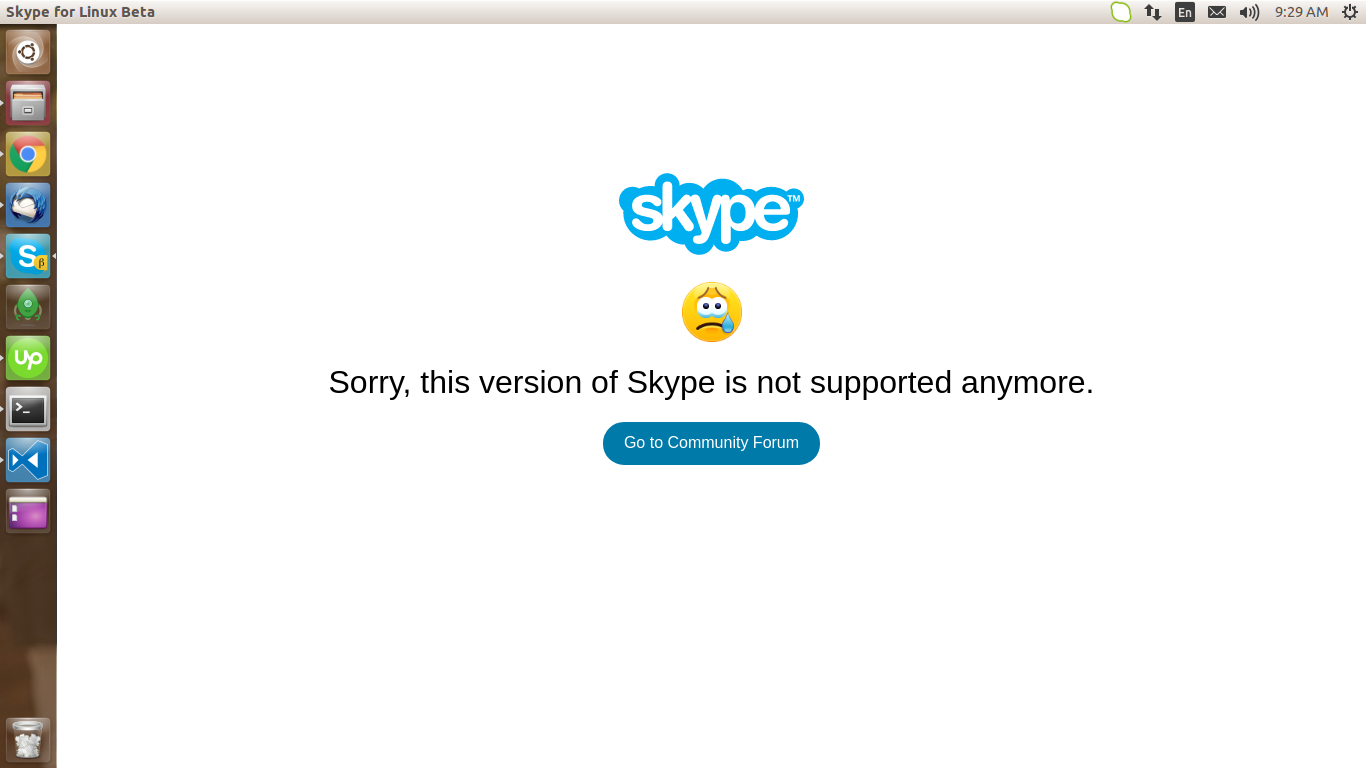 Skype for Linux Beta
En
9:29 AM
skype™
S β
Up
>_
Sorry, this version of Skype is not supported anymore.
Go to Community Forum